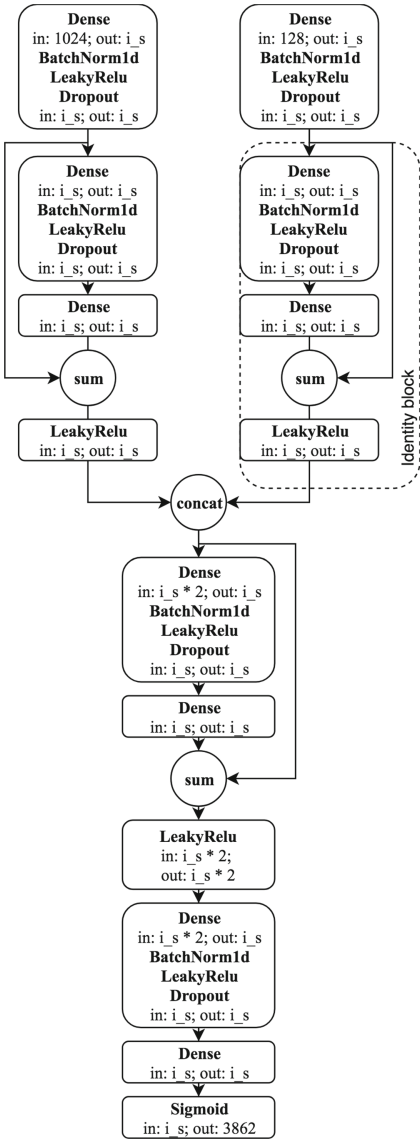 Dense
in: 1024; out: i_s
BatchNorm1d
LeakyRelu
Dropout
in: i_s; out: i_s
Dense
in: i_s; out: i_s
BatchNorm1d
LeakyRelu
Dropout
in: i_s; out: i_s
Dense
in: i_s; out: i_s
sum
LeakyRelu
in: i_s; out: i_s
Dense
in: 128; out: i_s
BatchNorm1d
LeakyRelu
Dropout
in: i_s; out: i_s
Dense
in: i_s; out: i_s
BatchNorm1d
LeakyRelu
Dropout
in: i_s; out: i_s
Dense
in: i_s; out: i_s
sum
LeakyRelu
in: i_s; out: i_s
Identity block
concat
Dense
in: i_s * 2; out: i_s
BatchNorm1d
LeakyRelu
Dropout
in: i_s; out: i_s
Dense
in: i_s; out: i_s
sum
LeakyRelu
in: i_s * 2;
out: i_s * 2
Dense
in: i_s * 2; out: i_s
BatchNorm1d
LeakyRelu
Dropout
in: i_s; out: i_s
Dense
in: i_s; out: i_s
Sigmoid
in: i_s; out: 3862